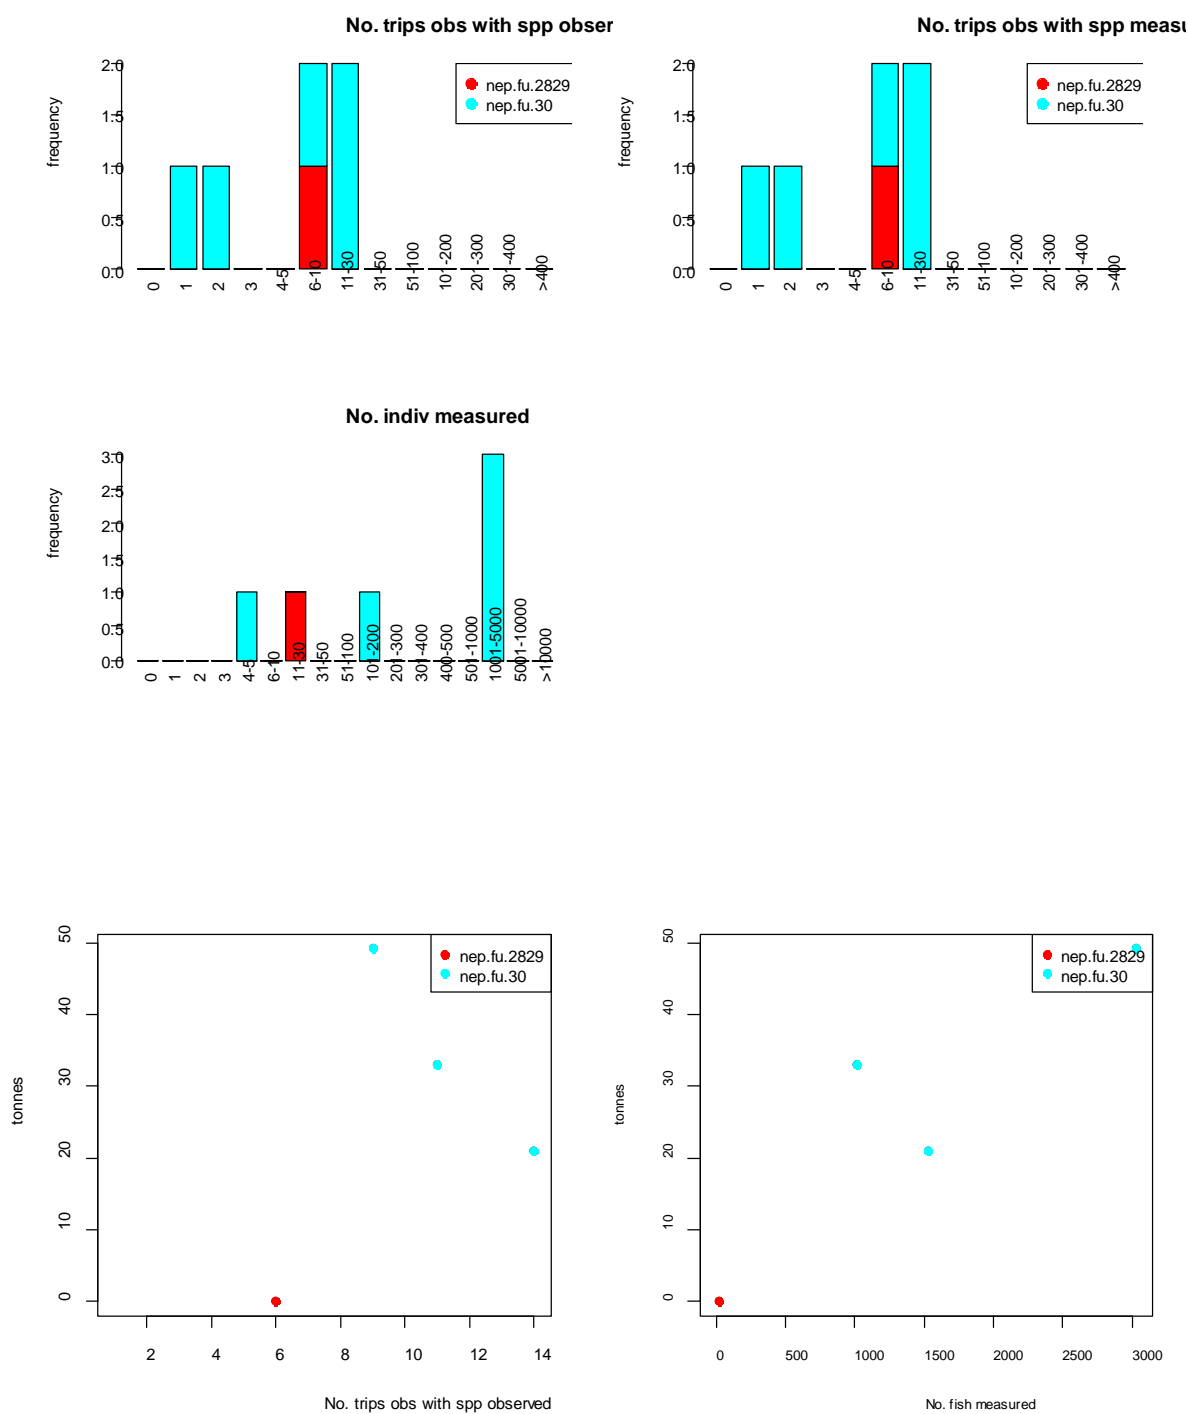 No. trips obs with spp obser
frequency
2.0
1.5
1.0
0.5
0.0
nep.fu.2829
nep.fu.30
0 1 2 3 4-5 6-10 11-30 31-50 51-100 101-200 201-300 301-400 >400
No. trips obs with spp measu
frequency
2.0
1.5
1.0
0.5
0.0
nep.fu.2829
nep.fu.30
0 1 2 3 4-5 6-10 11-30 31-50 51-100 101-200 201-300 301-400 >400
No. indiv measured
frequency
3.0
2.5
2.0
1.5
1.0
0.5
0.0
0 1 2 3 4-5 6-10 11-30 31-50 51-100 101-200 201-300 301-400 400-500 501-1000 1001-5000 5001-10000 >10000
tonnes
50
40
30
20
10
0
nep.fu.2829
nep.fu.30
2 4 6 8 10 12 14
No. trips obs with spp observed
tonnes
50
40
30
20
10
0
nep.fu.2829
nep.fu.30
0 500 1000 1500 2000 2500 3000
No. fish measured